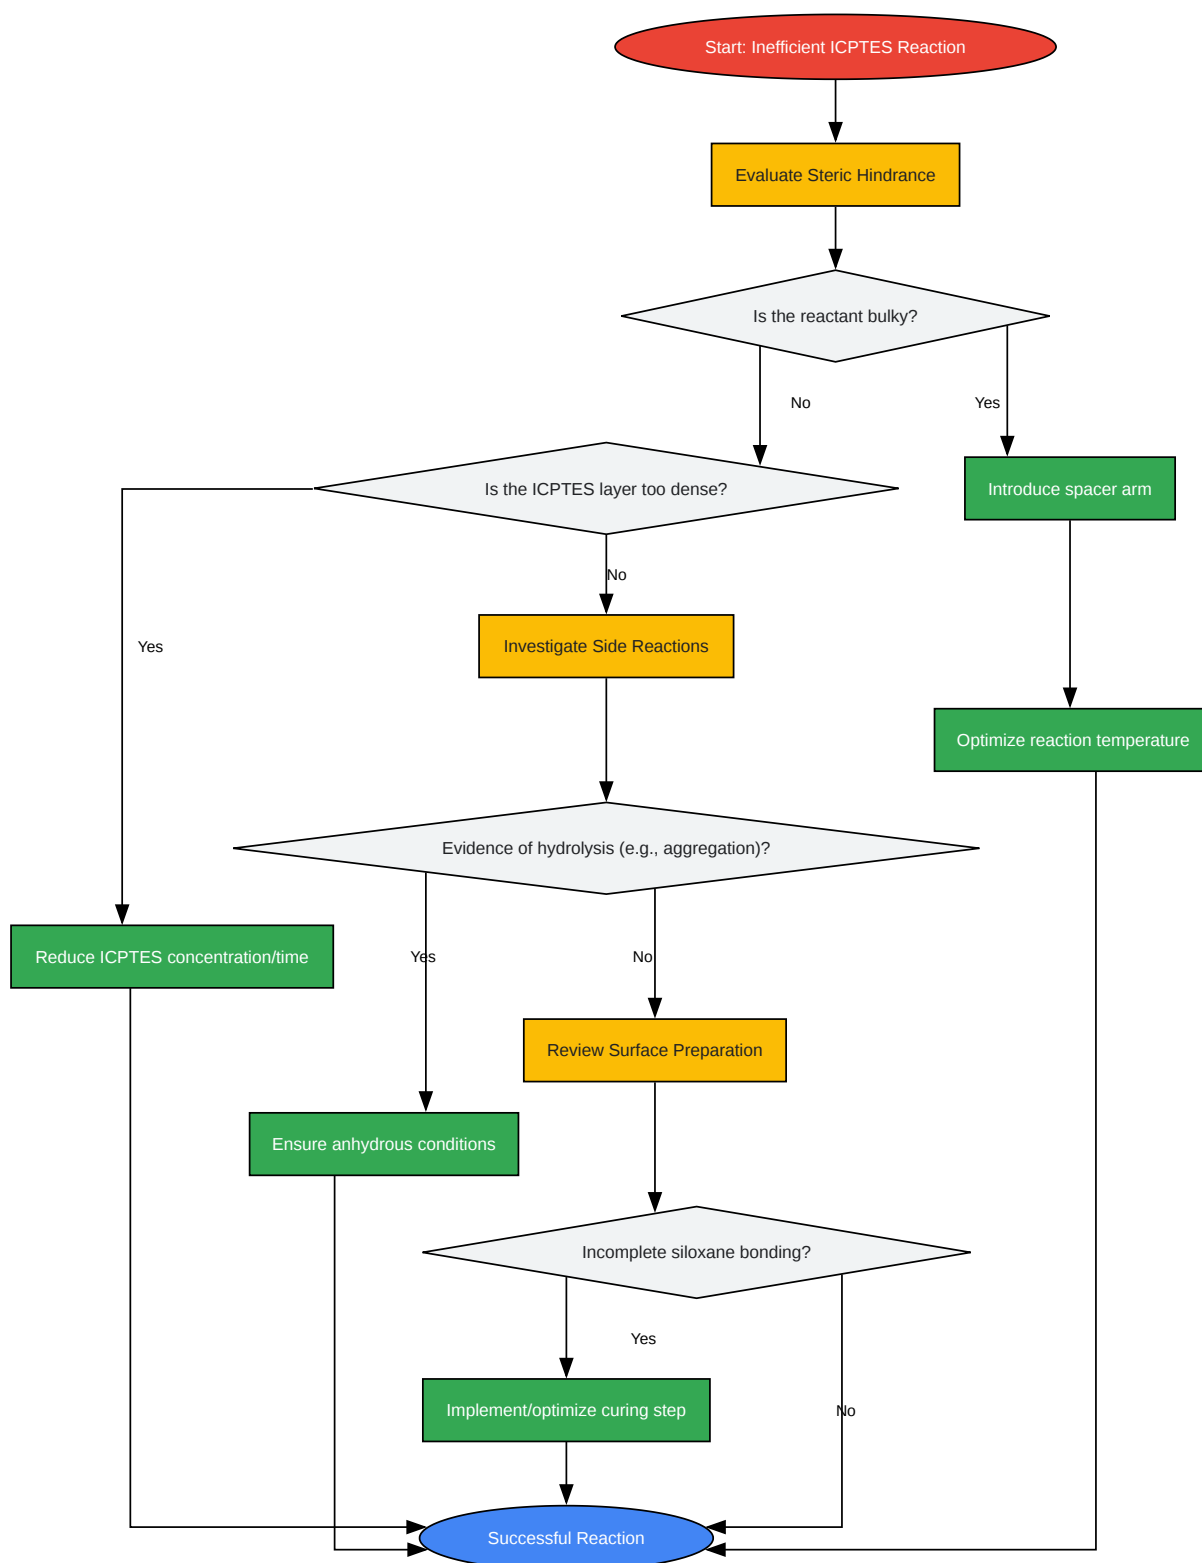 Start: Inefficient ICPTES Reaction
Evaluate Steric Hindrance
Is the reactant bulky?
No
Yes
Is the ICPTES layer too dense?
Introduce spacer arm
No
Yes
Investigate Side Reactions
Optimize reaction temperature
Evidence of hydrolysis (e.g., aggregation)?
Reduce ICPTES concentration/time
Yes
No
Review Surface Preparation
Ensure anhydrous conditions
Incomplete siloxane bonding?
Yes
Implement/optimize curing step
No
Successful Reaction